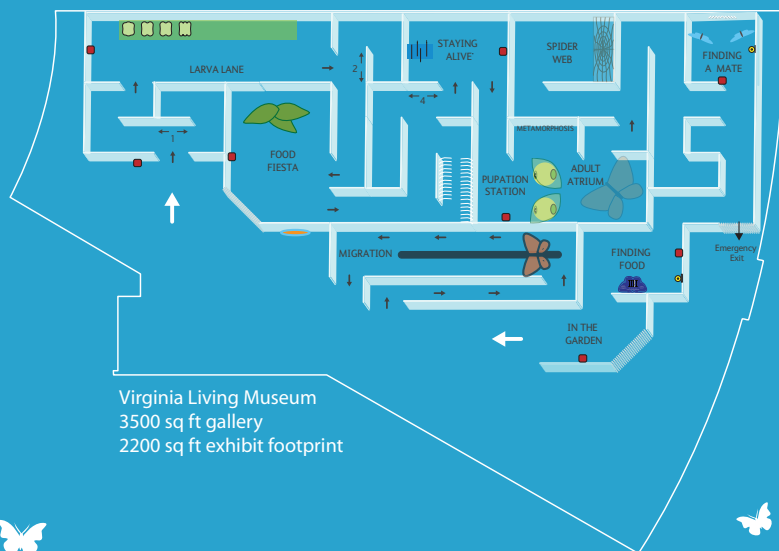 LARVA LANE
STAYING
ALIVE'
SPIDER
WEB
FINDING
A MATE
2
4
1
FOOD
FIESTA
METAMORPHOSIS
PUPATION
STATION
ADULT
ATRIUM
MIGRATION
FINDING
FOOD
Emergency
Exit
IN THE
GARDEN
Virginia Living Museum
3500 sq ft gallery
2200 sq ft exhibit footprint